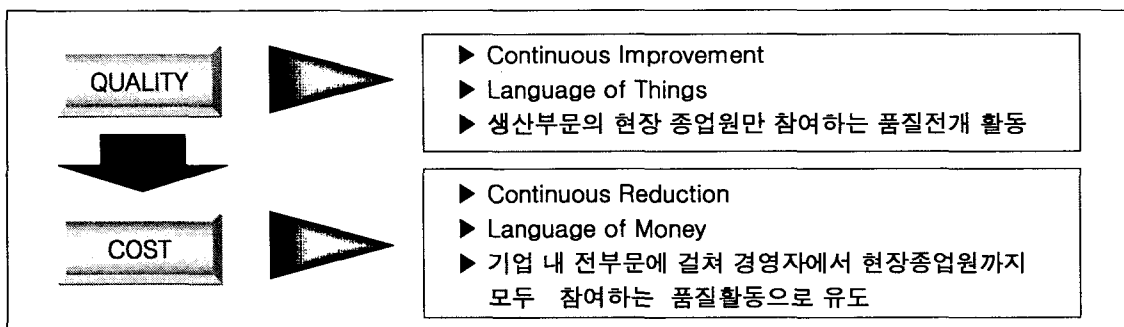 QUALITY
▶ Continuous Improvement
▶ Language of Things
▶ 생산부문의 현장 종업원만 참여하는 품질전개 활동
COST
▶ Continuous Reduction
▶ Language of Money
▶ 기업 내 전부문에 걸쳐 경영자에서 현장종업원까지
모두 참여하는 품질활동으로 유도